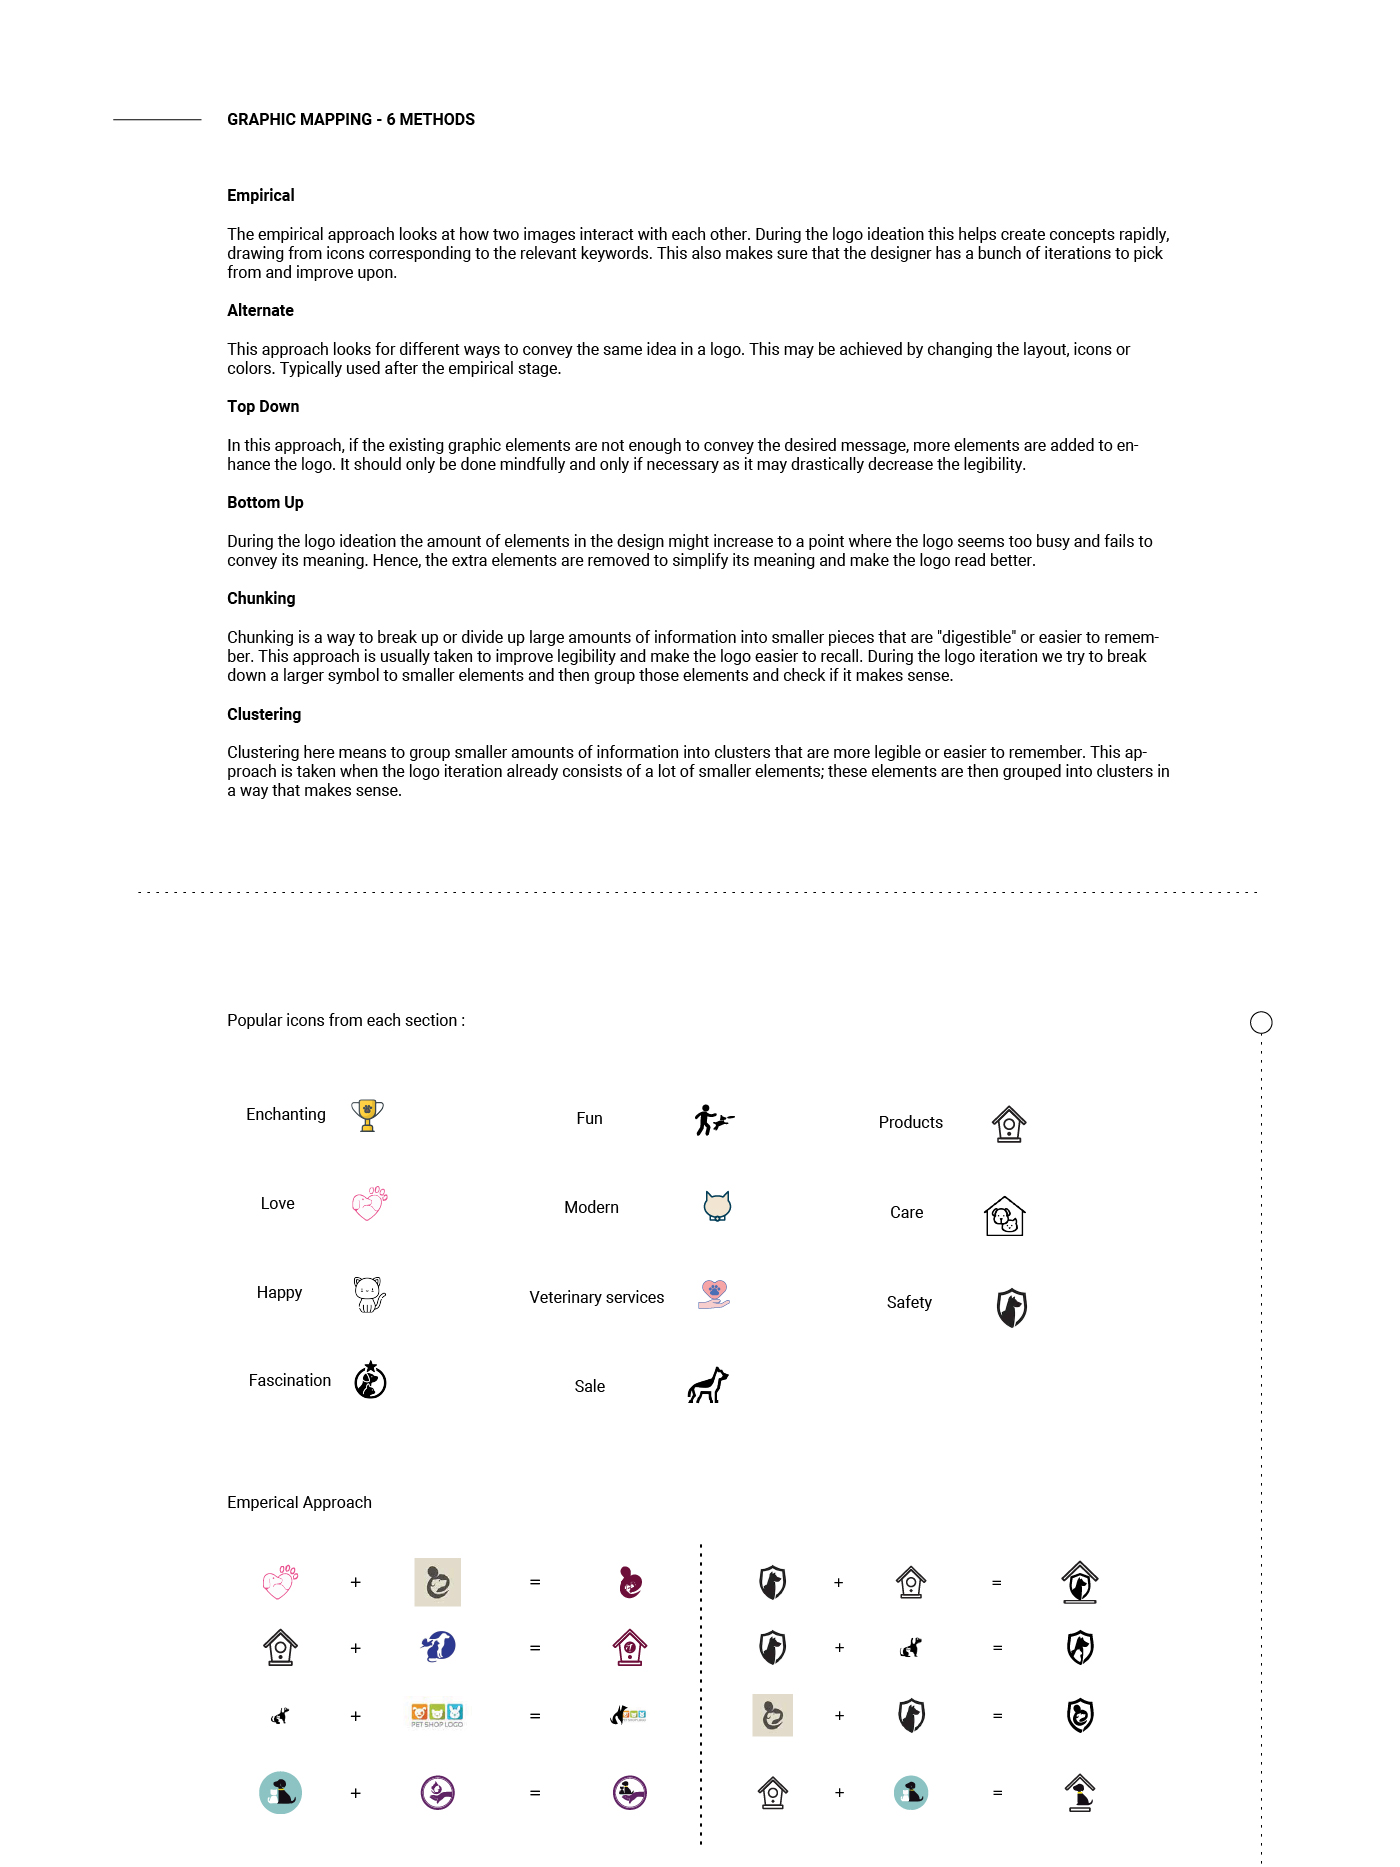 GRAPHIC MAPPING - 6 METHODS
Empirical
The empirical approach looks at how two images interact with each other. During the logo ideation this helps create concepts rapidly,
drawing from icons corresponding to the relevant keywords. This also makes sure that the designer has a bunch of iterations to pick
from and improve upon.
Alternate
This approach looks for different ways to convey the same idea in a logo. This may be achieved by changing the layout, icons or
colors. Typically used after the empirical stage.
Top Down
In this approach, if the existing graphic elements are not enough to convey the desired message, more elements are added to en-
hance the logo. It should only be done mindfully and only if necessary as it may drastically decrease the legibility.
Bottom Up
During the logo ideation the amount of elements in the design might increase to a point where the logo seems too busy and fails to
convey its meaning. Hence, the extra elements are removed to simplify its meaning and make the logo read better.
Chunking
Chunking is a way to break up or divide up large amounts of information into smaller pieces that are "digestible" or easier to remem-
ber. This approach is usually taken to improve legibility and make the logo easier to recall. During the logo iteration we try to break
down a larger symbol to smaller elements and then group those elements and check if it makes sense.
Clustering
Clustering here means to group smaller amounts of information into clusters that are more legible or easier to remember. This ap-
proach is taken when the logo iteration already consists of a lot of smaller elements; these elements are then grouped into clusters in
a way that makes sense.
Popular icons from each section :
Enchanting
Fun
Products
Love
Modern
Care
Happy
Veterinary services
Safety
Fascination
Sale
Emperical Approach
+ = + =
+ = + =
+ = + =
PET SHOP LOGO
+ = + =